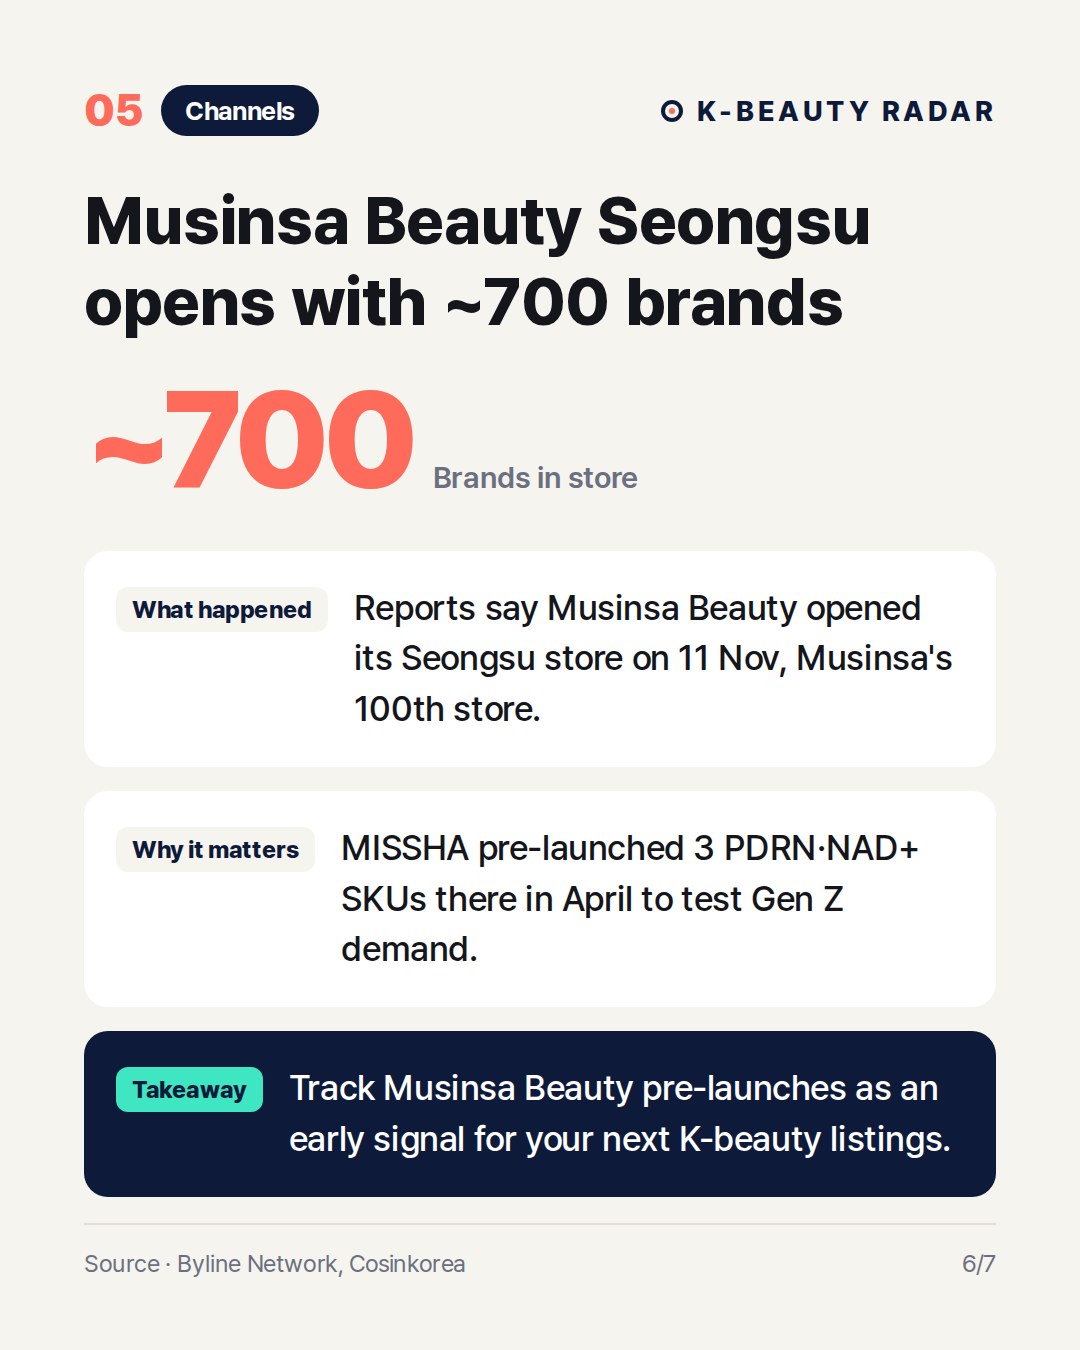 05 Channels
K-BEAUTY RADAR
Musinsa Beauty Seongsu
opens with ~700 brands
~700 Brands in store
What happened
Reports say Musinsa Beauty opened
its Seongsu store on 11 Nov, Musinsa's
100th store.
Why it matters
MISSHA pre-launched 3 PDRN·NAD+
SKUs there in April to test Gen Z
demand.
Takeaway
Track Musinsa Beauty pre-launches as an
early signal for your next K-beauty listings.
Source · Byline Network, Cosinkorea
6/7